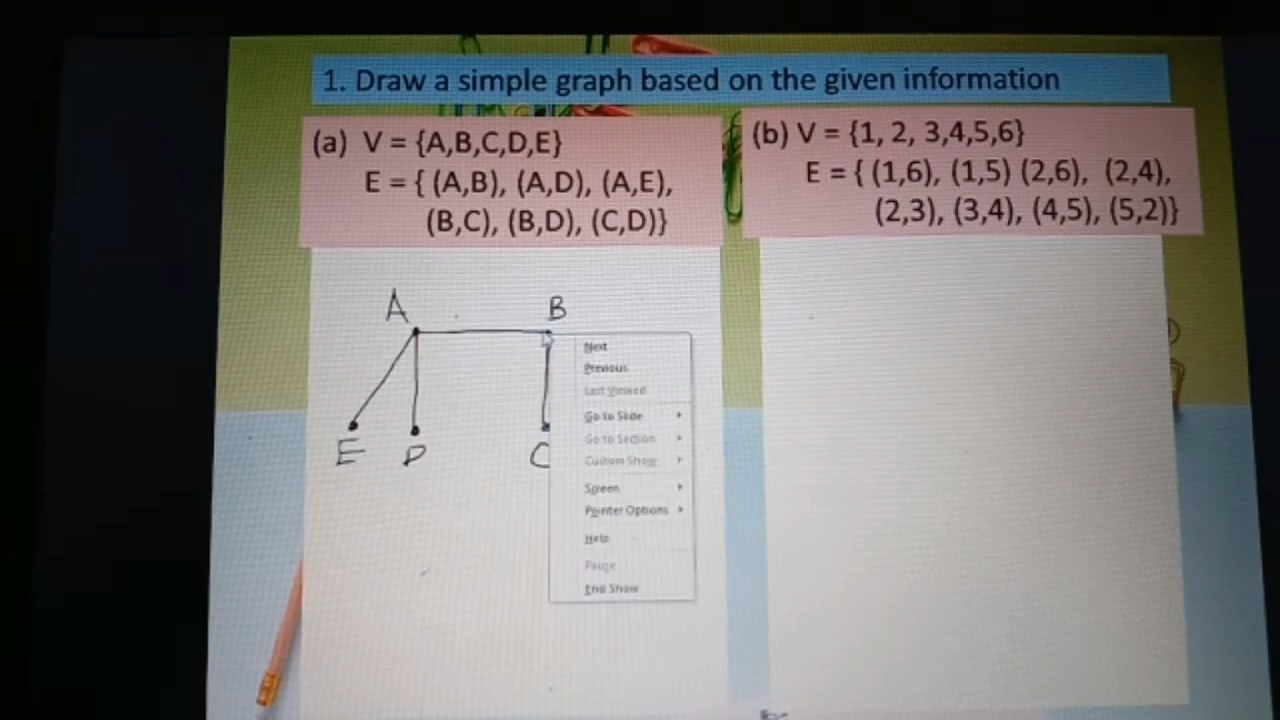 1. Draw a simple graph based on the given information
(a) V = {A,B,C,D,E}
E = { (A,B), (A,D), (A,E),
(B,C), (B,D), (C,D)}
(b) V = {1, 2, 3,4,5,6}
E = { (1,6), (1,5) (2,6), (2,4),
(2,3), (3,4), (4,5), (5,2)}
A
B
E
D
C
Next
Previous
Last Viewed
Go to Slide
Go to Section
Custom Show
Screen
Pointer Options
Help
Pause
End Show